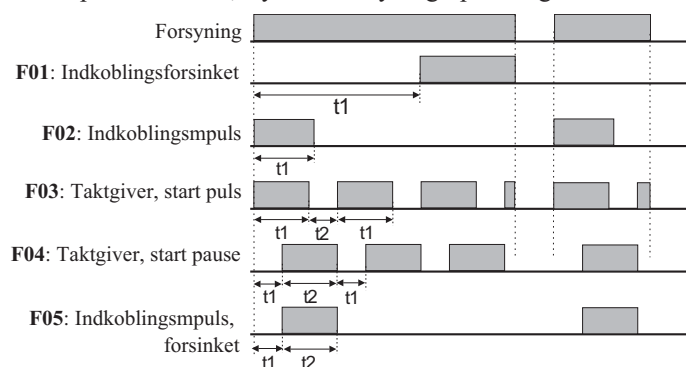 Forsyning
F01: Indkoblingsforsinket
t1
F02: Indkoblingsmpuls
t1
F03: Taktgiver, start puls
t1 t2 t1
F04: Taktgiver, start pause
t1 t2 t1
F05: Indkoblingsmpuls,
forsinket
t1 t2